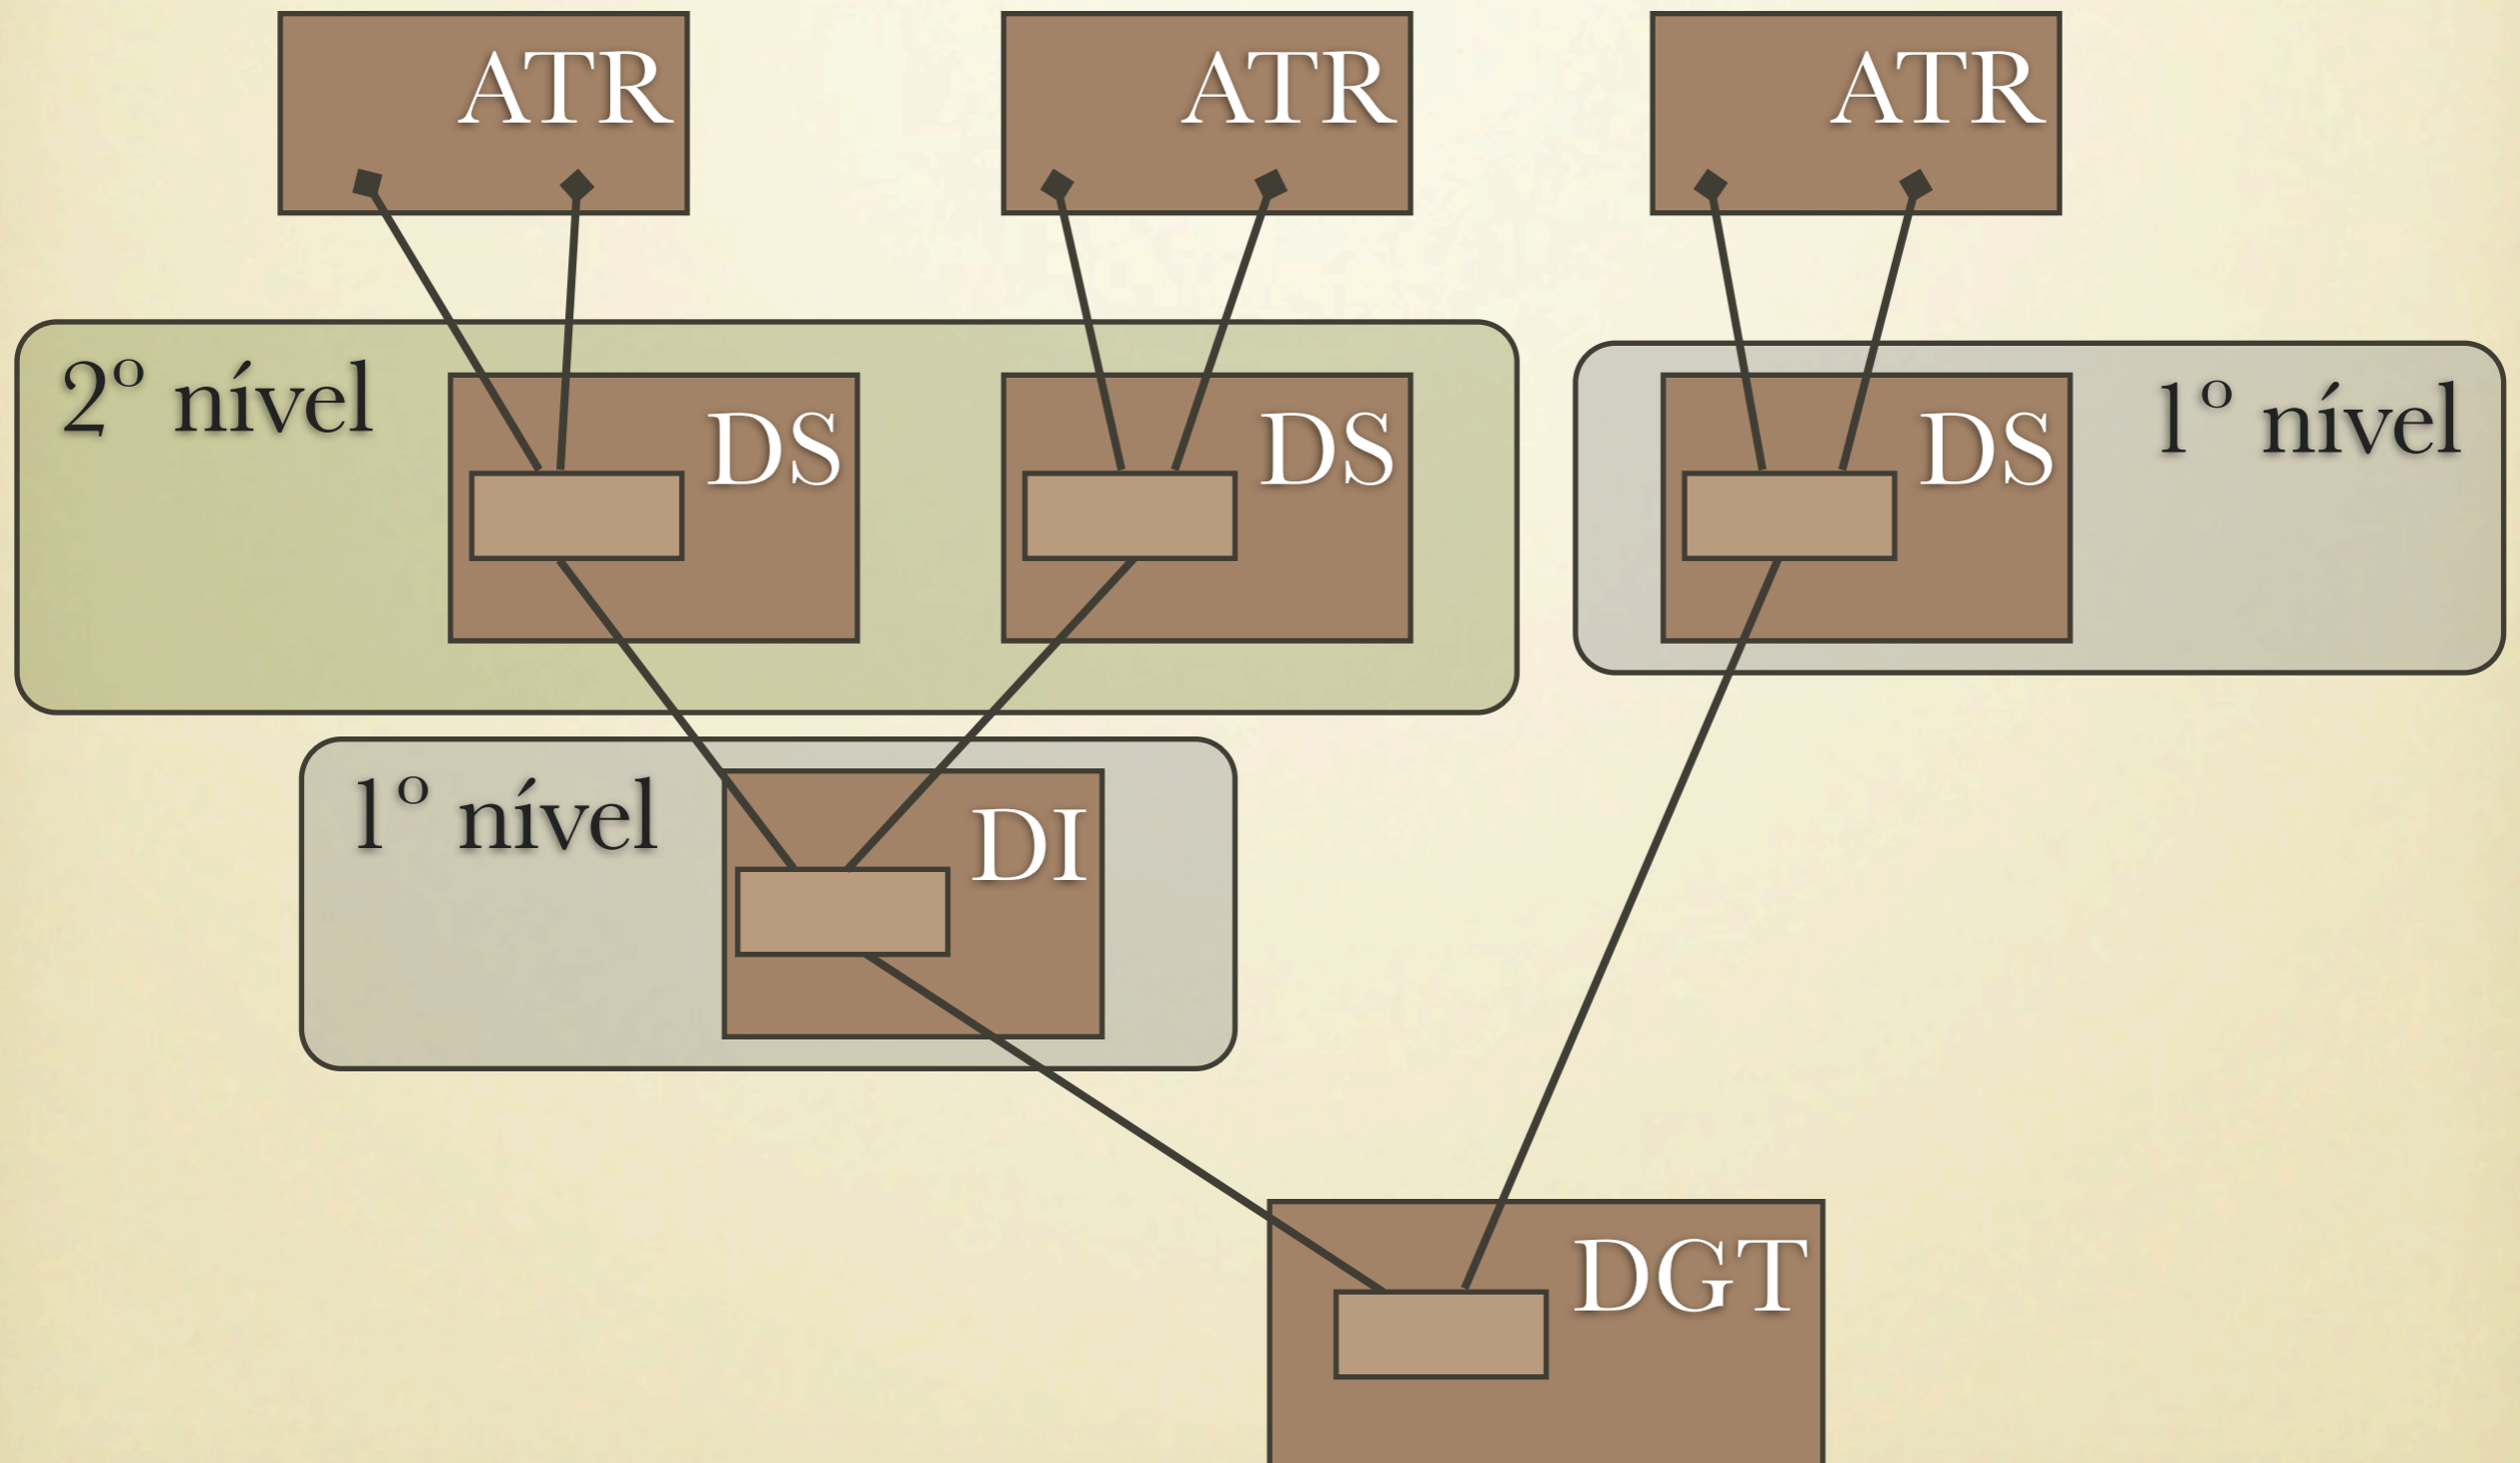 ATR
ATR
ATR
2º nível
DS
DS
DS
1º nível
1º nível
DI
DGT